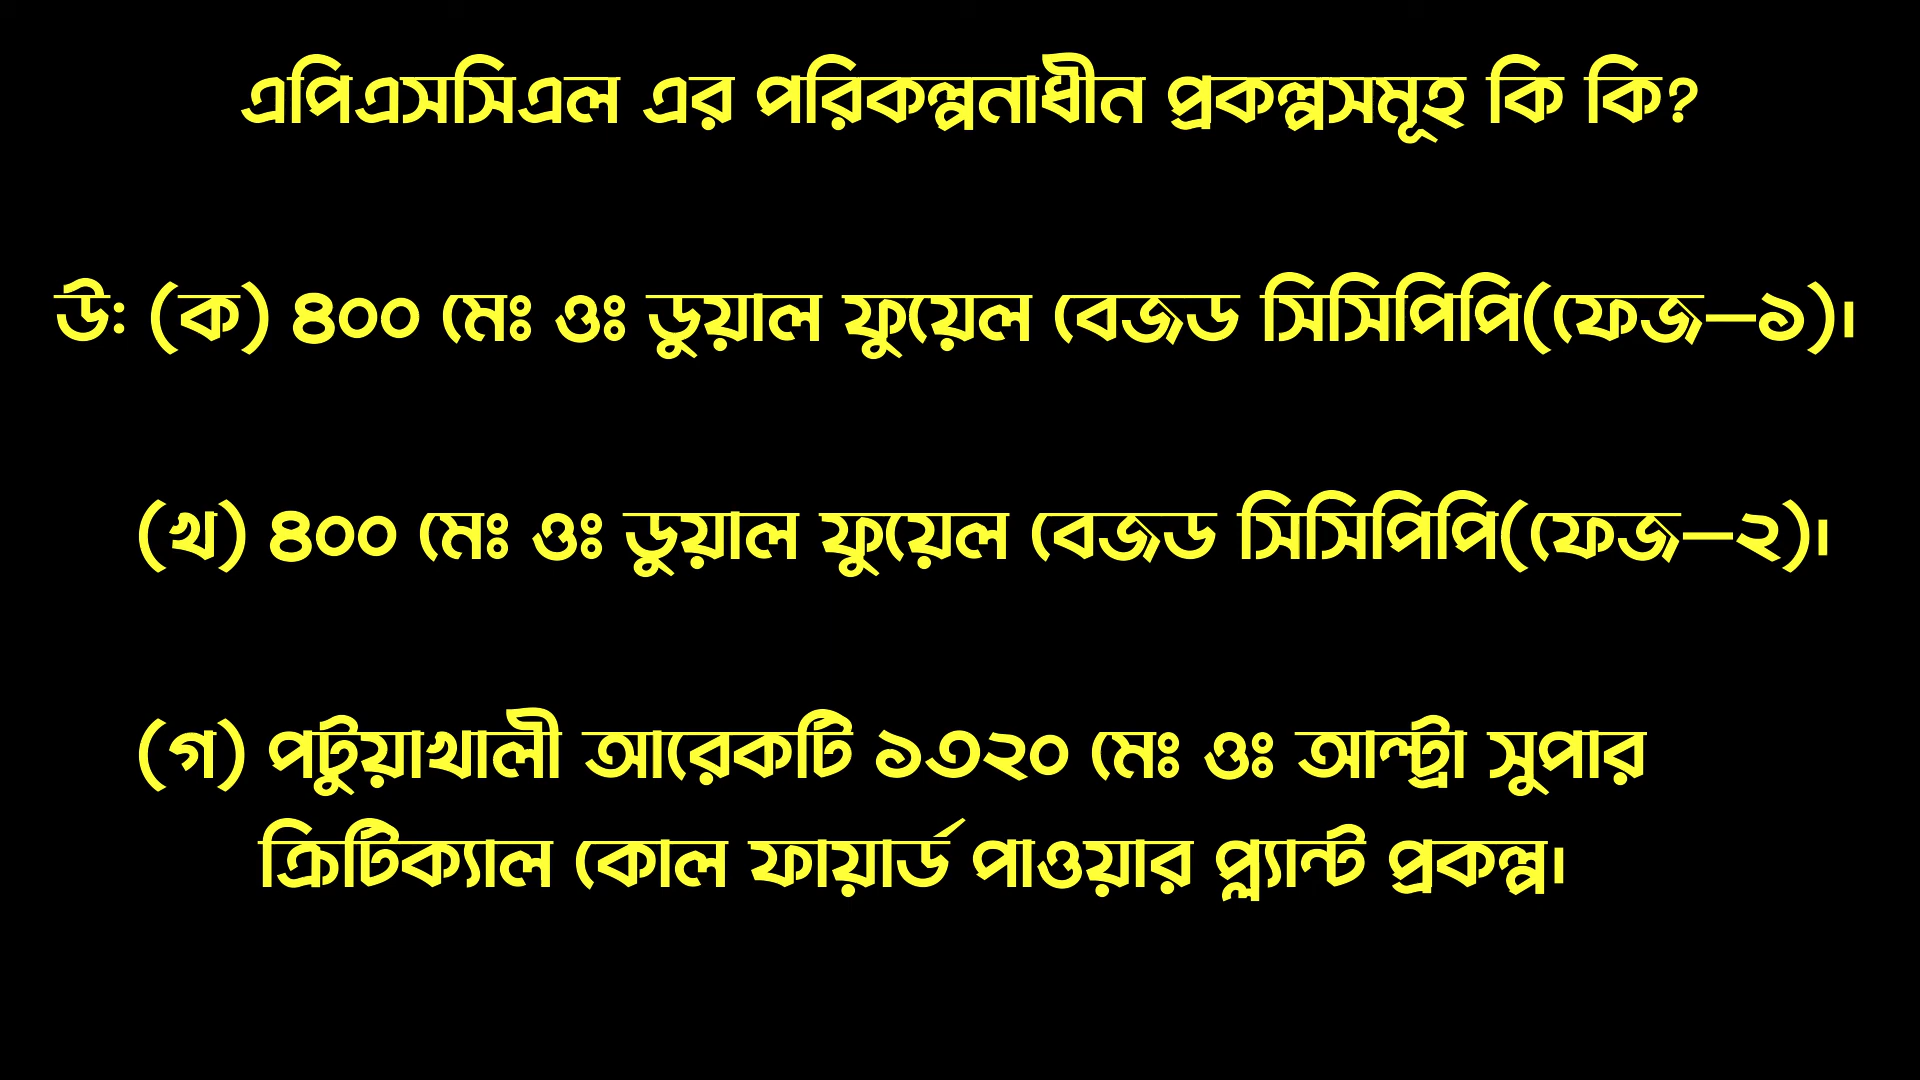 এপিএসসিএল এর পরিকল্পনাধীন প্রকল্পসমূহ কি কি?
উঃ (ক) ৪০০ মেঃ ওঃ ডুয়াল ফুয়েল বেজড সিসিপিপি(ফেজ–১)।
(খ) ৪০০ মেঃ ওঃ ডুয়াল ফুয়েল বেজড সিসিপিপি(ফেজ–২)।
(গ) পটুয়াখালী আরেকটি ১৩২০ মেঃ ওঃ আল্ট্রা সুপার
ক্রিটিক্যাল কোল ফায়ার্ড পাওয়ার প্ল্যান্ট প্রকল্প।